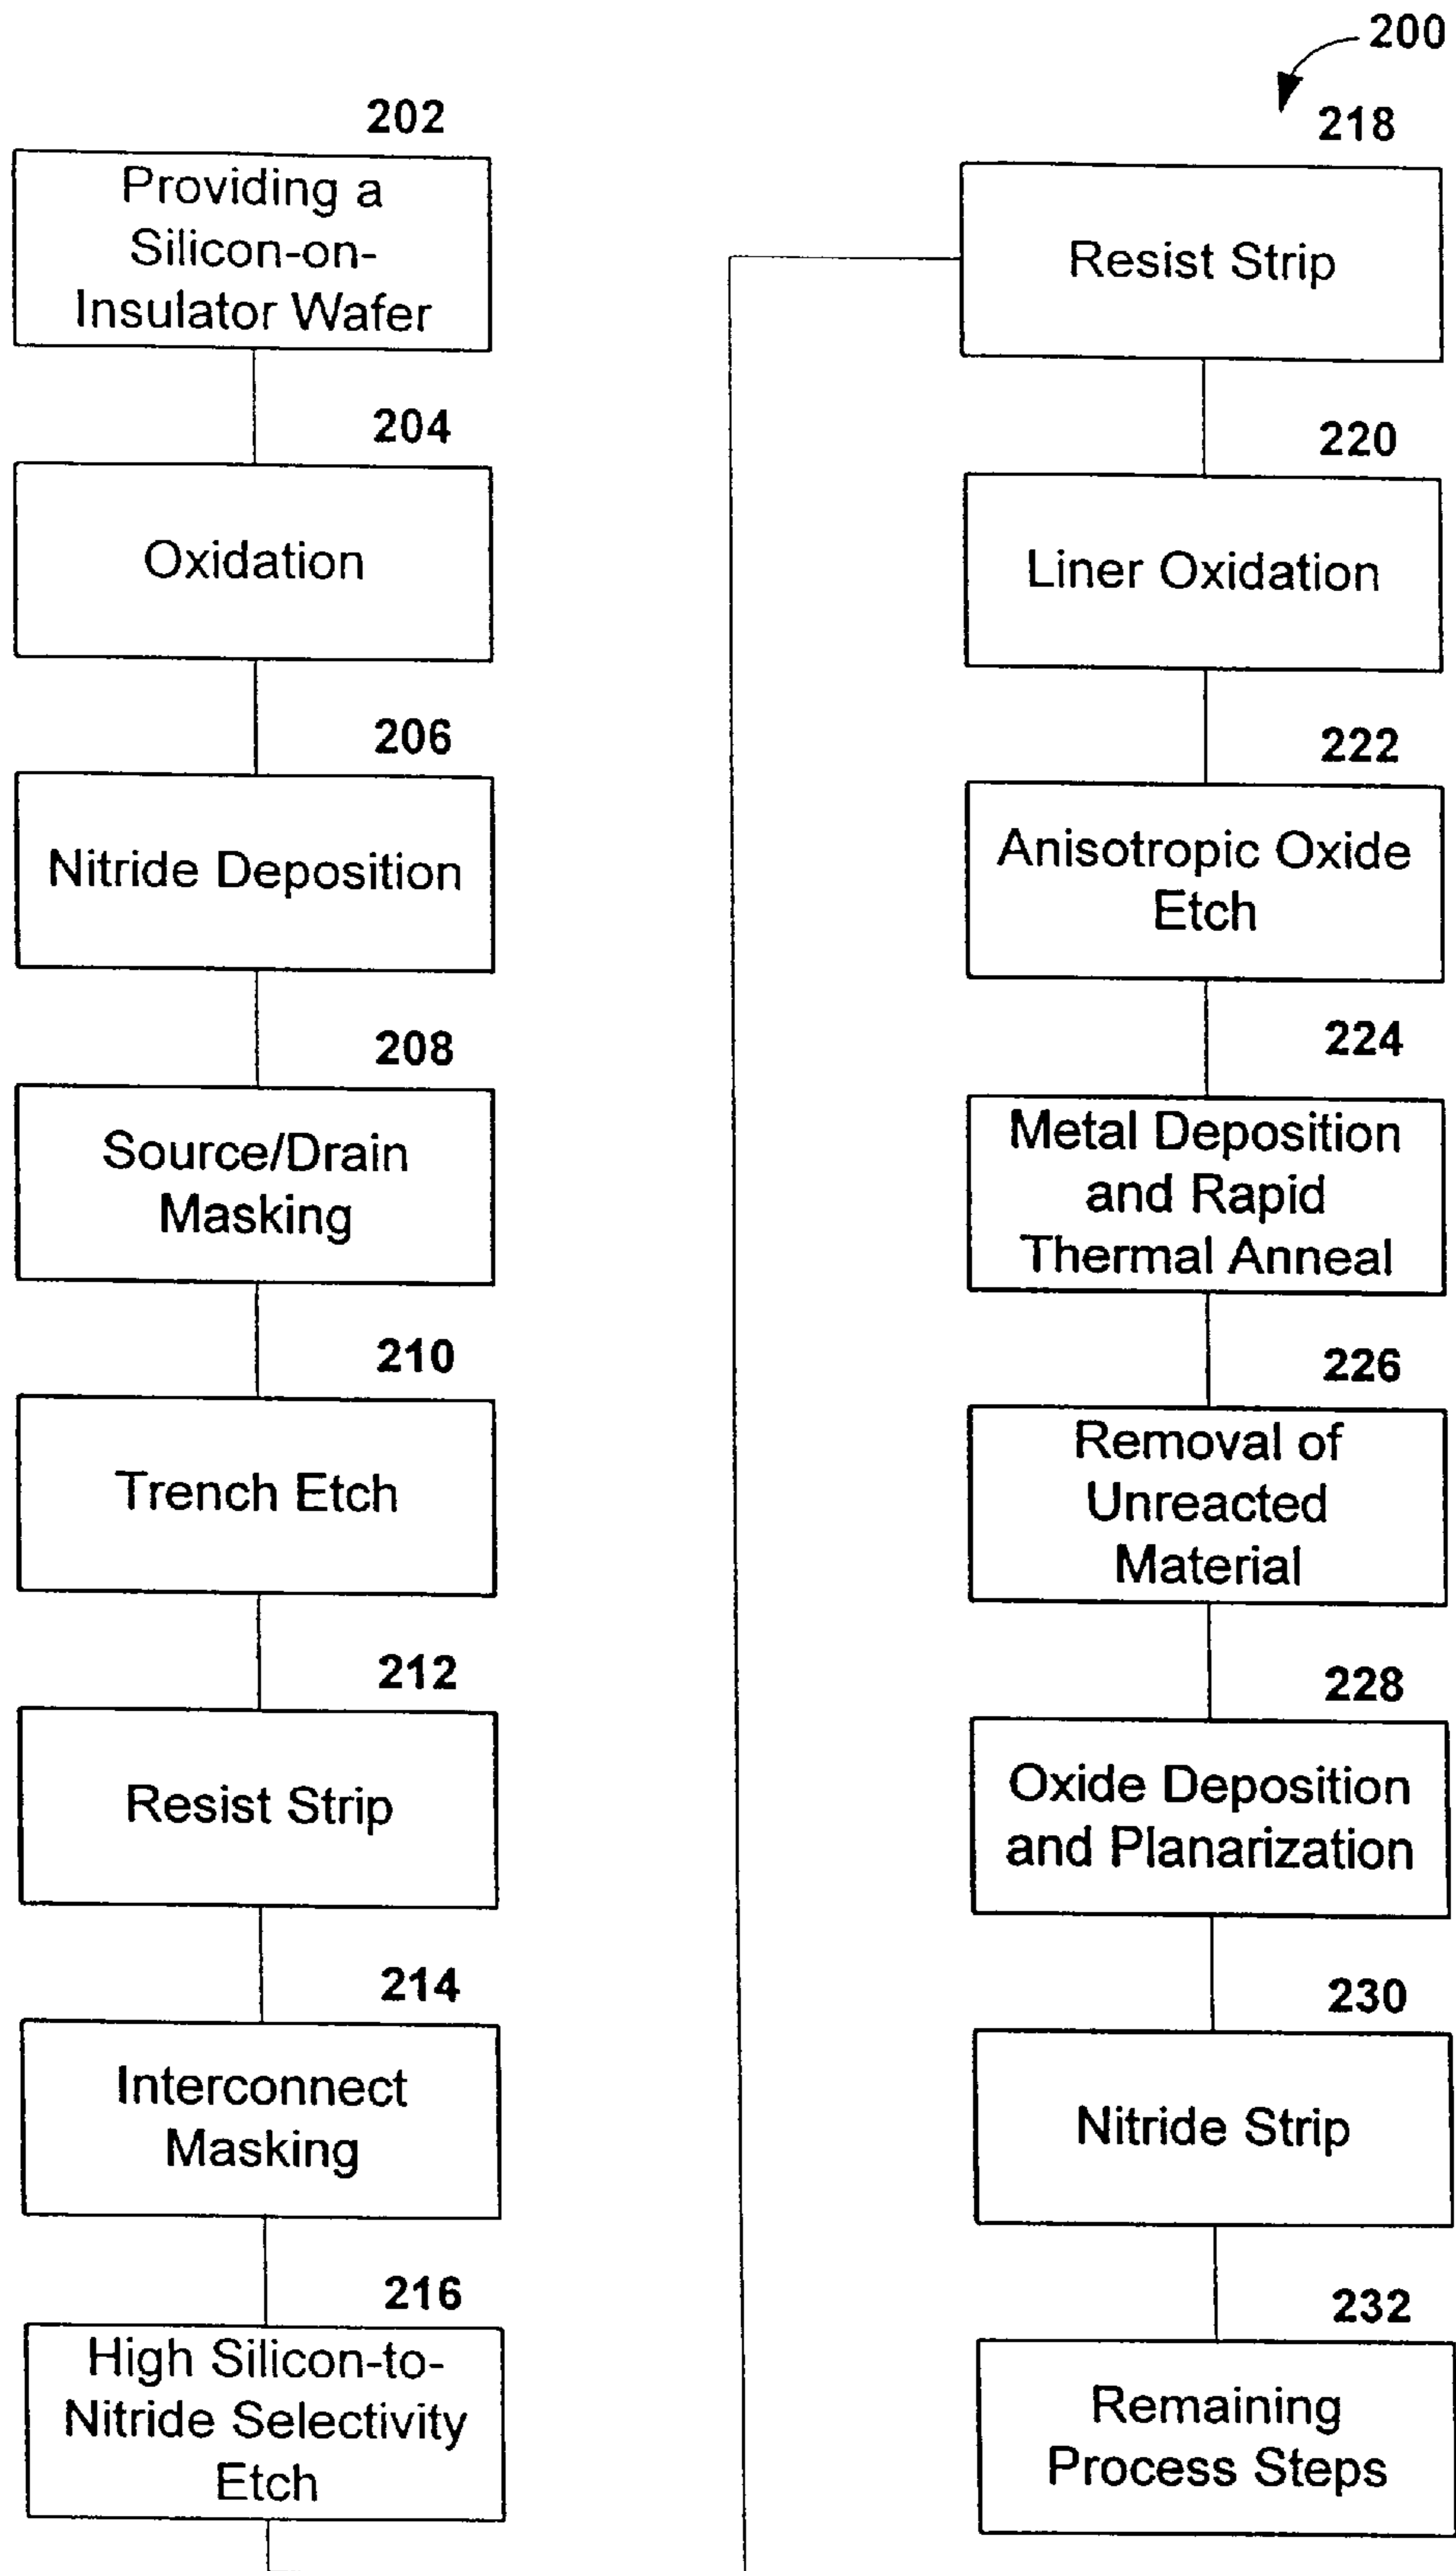 200
202
Providing a
Silicon-on-
Insulator Wafer
204
Oxidation
206
Nitride Deposition
208
Source/Drain
Masking
210
Trench Etch
212
Resist Strip
214
Interconnect
Masking
216
High Silicon-to-
Nitride Selectivity
Etch
218
Resist Strip
220
Liner Oxidation
222
Anisotropic Oxide
Etch
224
Metal Deposition
and Rapid
Thermal Anneal
226
Removal of
Unreacted
Material
228
Oxide Deposition
and Planarization
230
Nitride Strip
232
Remaining
Process Steps